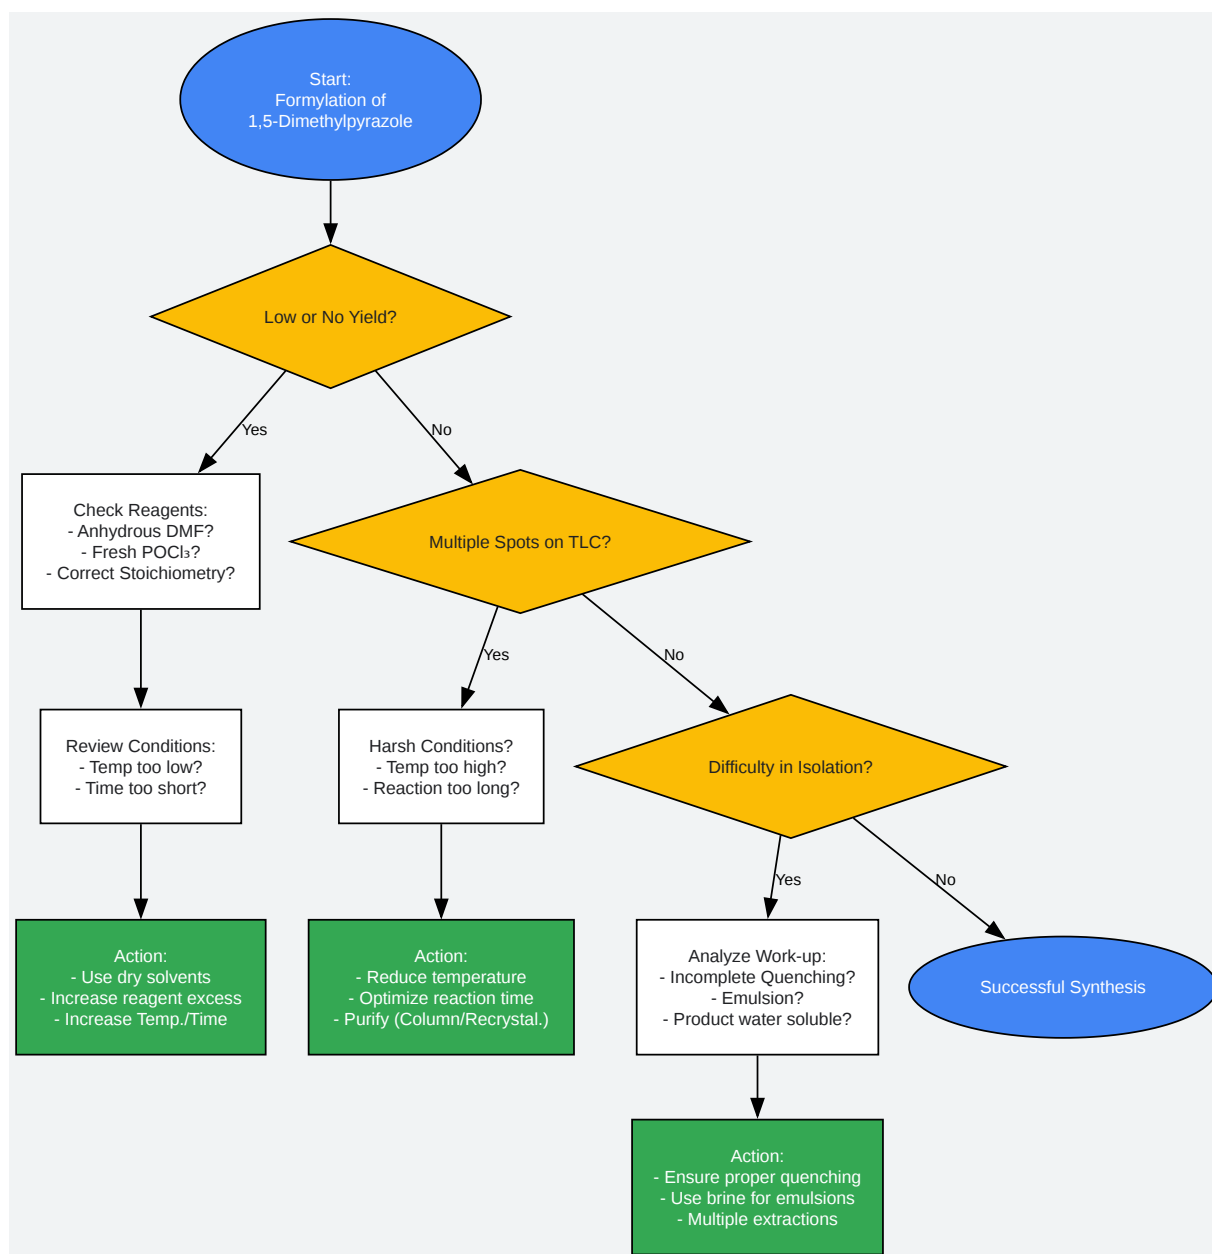 Start:
Formylation of
1,5-Dimethylpyrazole
Low or No Yield?
Yes
No
Check Reagents:
- Anhydrous DMF?
- Fresh POCl₃?
- Correct Stoichiometry?
Multiple Spots on TLC?
Yes
No
Review Conditions:
- Temp too low?
- Time too short?
Harsh Conditions?
- Temp too high?
- Reaction too long?
Difficulty in Isolation?
Yes
No
Action:
- Use dry solvents
- Increase reagent excess
- Increase Temp./Time
Action:
- Reduce temperature
- Optimize reaction time
- Purify (Column/Recrystal.)
Analyze Work-up:
- Incomplete Quenching?
- Emulsion?
- Product water soluble?
Successful Synthesis
Action:
- Ensure proper quenching
- Use brine for emulsions
- Multiple extractions